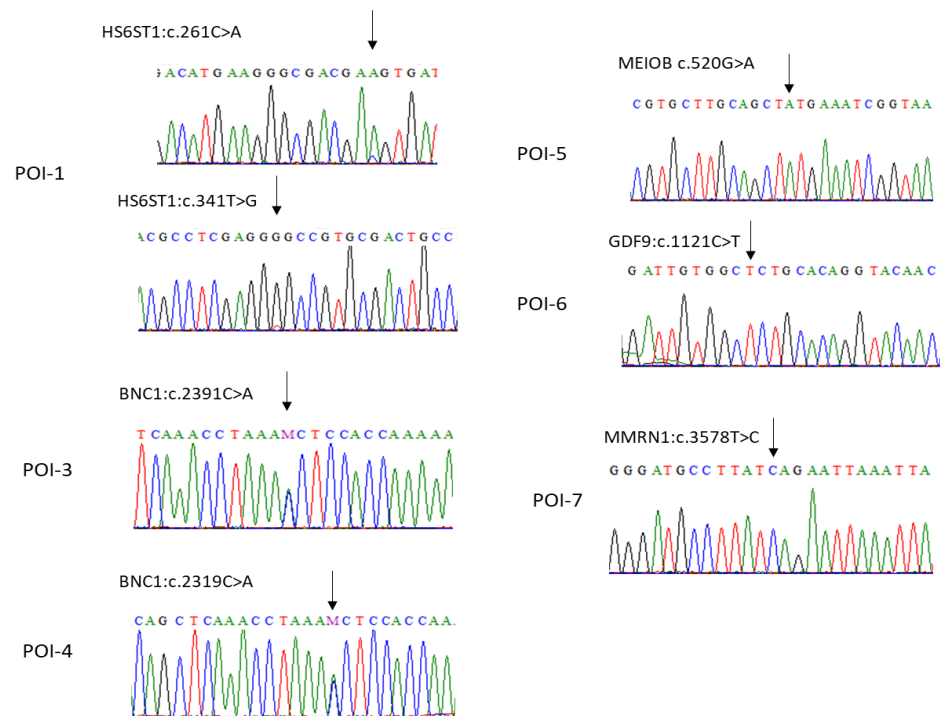 HS6ST1:c.261C>A
GACATGAAGGGCGACGAAGTGAT
POI-1
HS6ST1:c.341T>G
ACGCCTCGAGGGGCCGTGCGACTGCC
BNC1:c.2391C>A
TCAAACCTAAAMCTCCACCAAAAA
POI-3
BNC1:c.2319C>A
CAGCTCAAACCTAAAMCTCCACCAA
POI-4
MEIOB c.520G>A
CGTGCTTGCAGCTATGAAATCGGTAA
POI-5
GDF9:c.1121C>T
GATTGTGGCTCTGCACAGGTACAAC
POI-6
MMRN1:c.3578T>C
GGGATGCCTTATCAGAATTAAATTA
POI-7